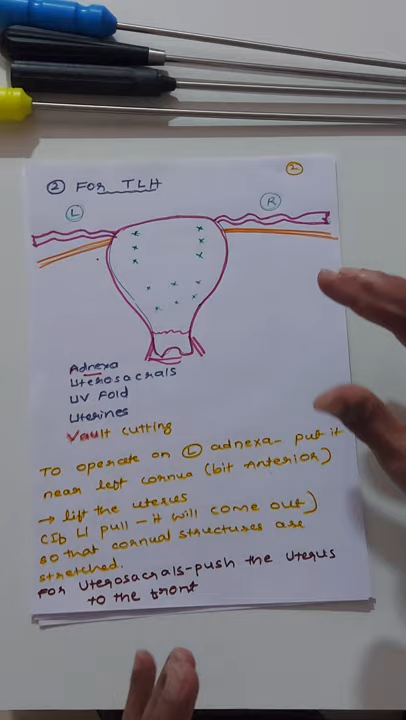 ②
② For TLH
Ⓛ
Ⓡ
Adnexa
Uterosacrals
UV Fold
Uterines
Vault cutting
To operate on Ⓛ adnexa- put it
near left cornua (bit Anterior)
→ lift the uterus
pull - it will come out)
so that cornual structures are
stretched.
For Uterosacrals-push the Uterus
to the front